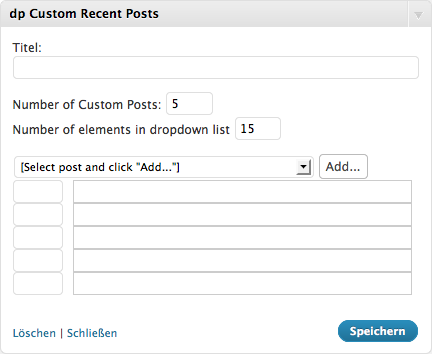 dp Custom Recent Posts
Titel:
Number of Custom Posts: 5
Number of elements in dropdown list 15
[Select post and click "Add..."] Add...
Löschen | Schließen Speichern